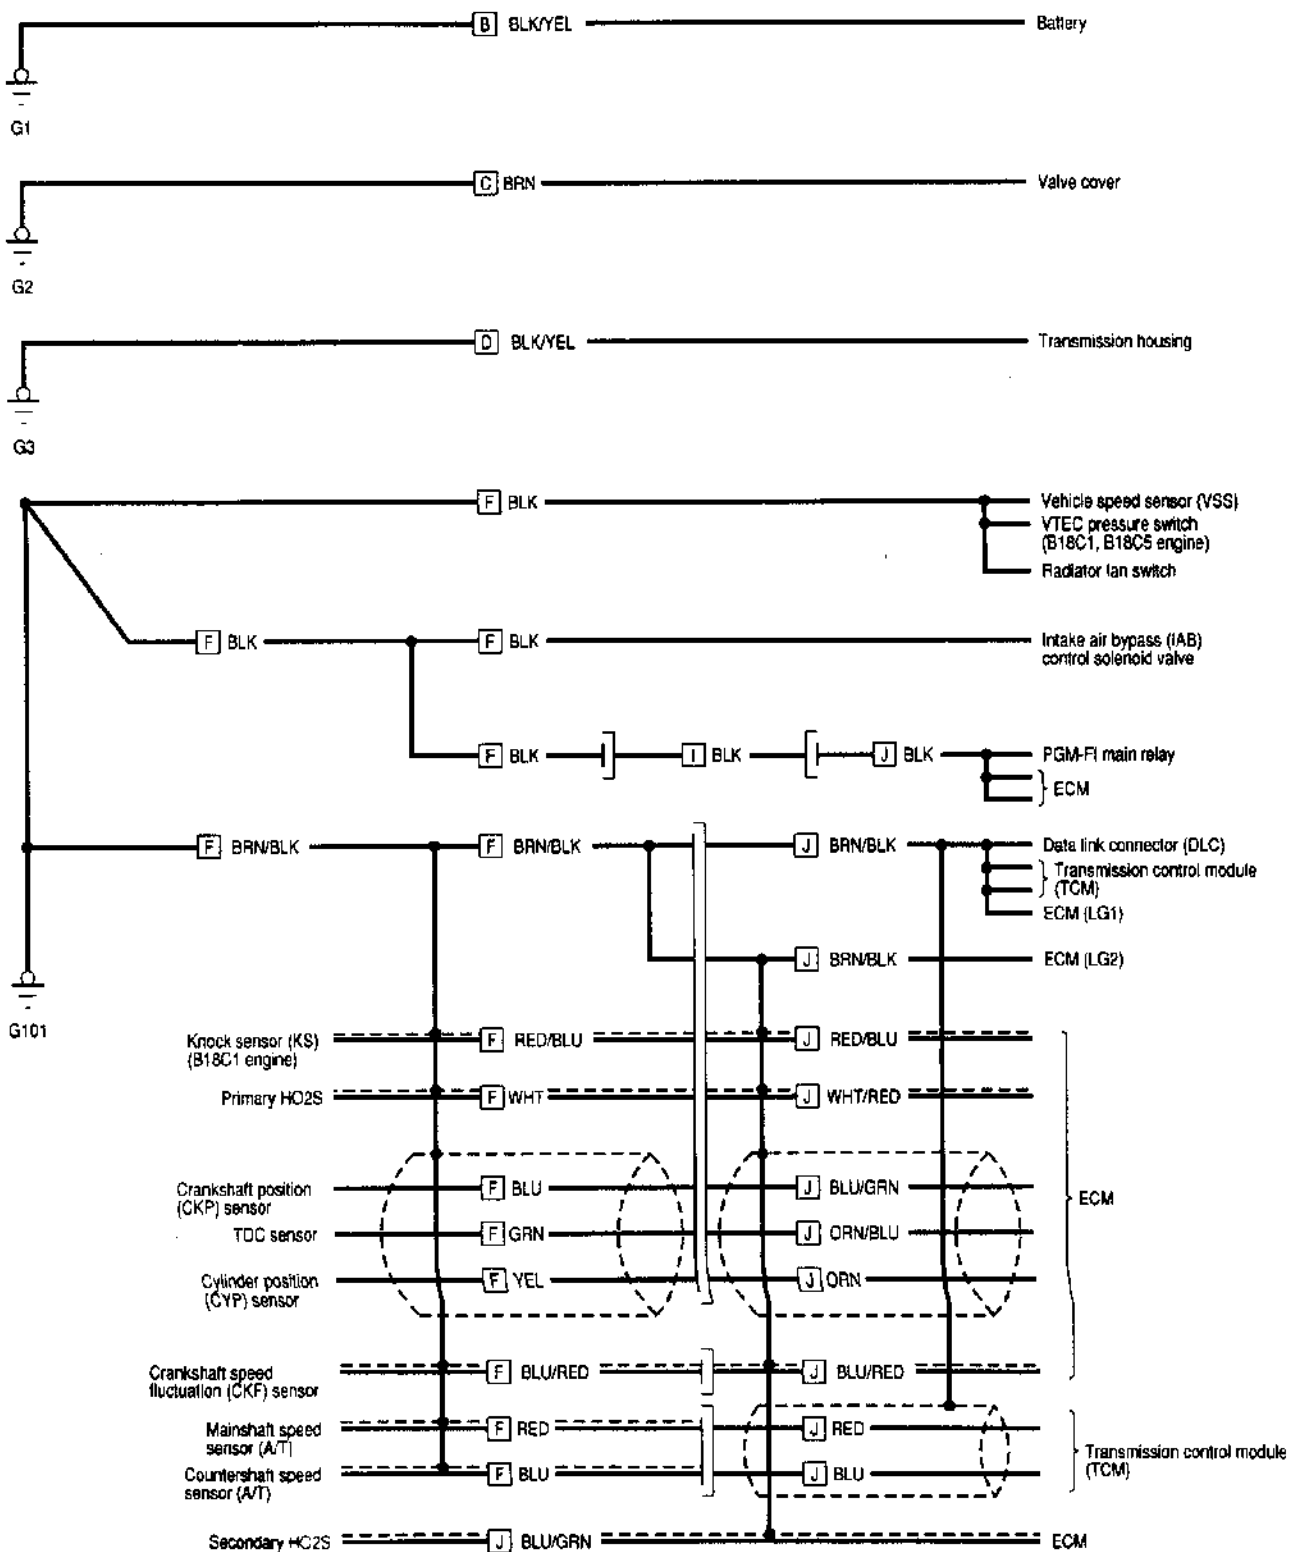 B BLK/YEL Battery
G1
C BRN Valve cover
G2
D BLK/YEL Transmission housing
G3
F BLK Vehicle speed sensor (VSS)
VTEC pressure switch
(B18C1, B18C5 engine)
Radiator fan switch
F BLK F BLK Intake air bypass (IAB)
control solenoid valve
F BLK I BLK J BLK PGM-FI main relay
ECM
F BRN/BLK F BRN/BLK J BRN/BLK Data link connector (DLC)
Transmission control module
(TCM)
ECM (LG1)
J BRN/BLK ECM (LG2)
G101
Knock sensor (KS) F RED/BLU J RED/BLU
(B18C1 engine)
Primary HO2S F WHT J WHT/RED
Crankshaft position F BLU J BLU/GRN ECM
(CKP) sensor
TDC sensor F GRN J ORN/BLU
Cylinder position F YEL J ORN
(CYP) sensor
Crankshaft speed F BLU/RED J BLU/RED
fluctuation (CKF) sensor
Mainshaft speed F RED J RED
sensor (A/T)
Transmission control module
(TCM)
Countershaft speed F BLU J BLU
sensor (A/T)
Secondary HO2S J BLU/GRN ECM